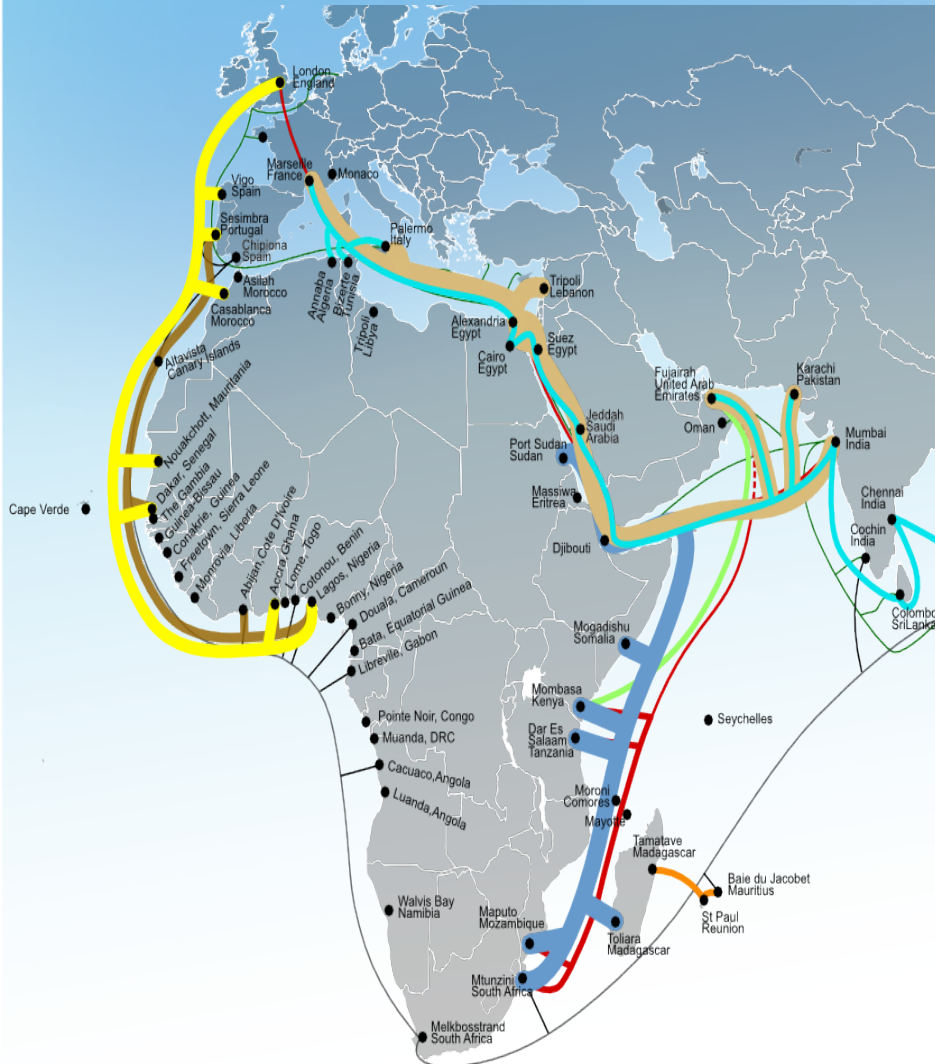 London
England
Marseille
France
Monaco
Vigo
Spain
Sesimbra
Portugal
Palermo
Italy
Chipiona
Spain
Asilah
Morocco
Casablanca
Morocco
Annaba
Algeria
Bizerte
Tunisia
Tripoli
Libya
Tripoli
Lebanon
Alexandria
Egypt
Cairo
Egypt
Suez
Egypt
Altavista
Canary Islands
Fujairah
United Arab
Emirates
Karachi
Pakistan
Oman
Mumbai
India
Jeddah
Saudi
Arabia
Port Sudan
Sudan
Massiwa
Eritrea
Djibouti
Chennai
India
Cochin
India
Colombo
SriLanka
Cape Verde
Nouakchott, Mauritania
Dakar, Senegal
The Gambia
Guinea-Bissau
Conakrie, Guinea
Freetown, Sierra Leone
Monrovia, Liberia
Abijan, Cote D'Ivoire
Accra, Ghana
Lome, Togo
Cotonou, Benin
Lagos, Nigeria
Bonny, Nigeria
Douala, Cameroun
Bata, Equatorial Guinea
Librevile, Gabon
Mogadishu
Somalia
Mombasa
Kenya
Dar Es
Salaam
Tanzania
Seychelles
Pointe Noir, Congo
Muanda, DRC
Cacuaco,Angola
Luanda,Angola
Moroni
Comores
Mayotte
Tamatave
Madagascar
Baie du Jacobet
Mauritius
St Paul
Reunion
Walvis Bay
Namibia
Maputo
Mozambique
Toliara
Madagascar
Mtunzini
South Africa
Melkbosstrand
South Africa